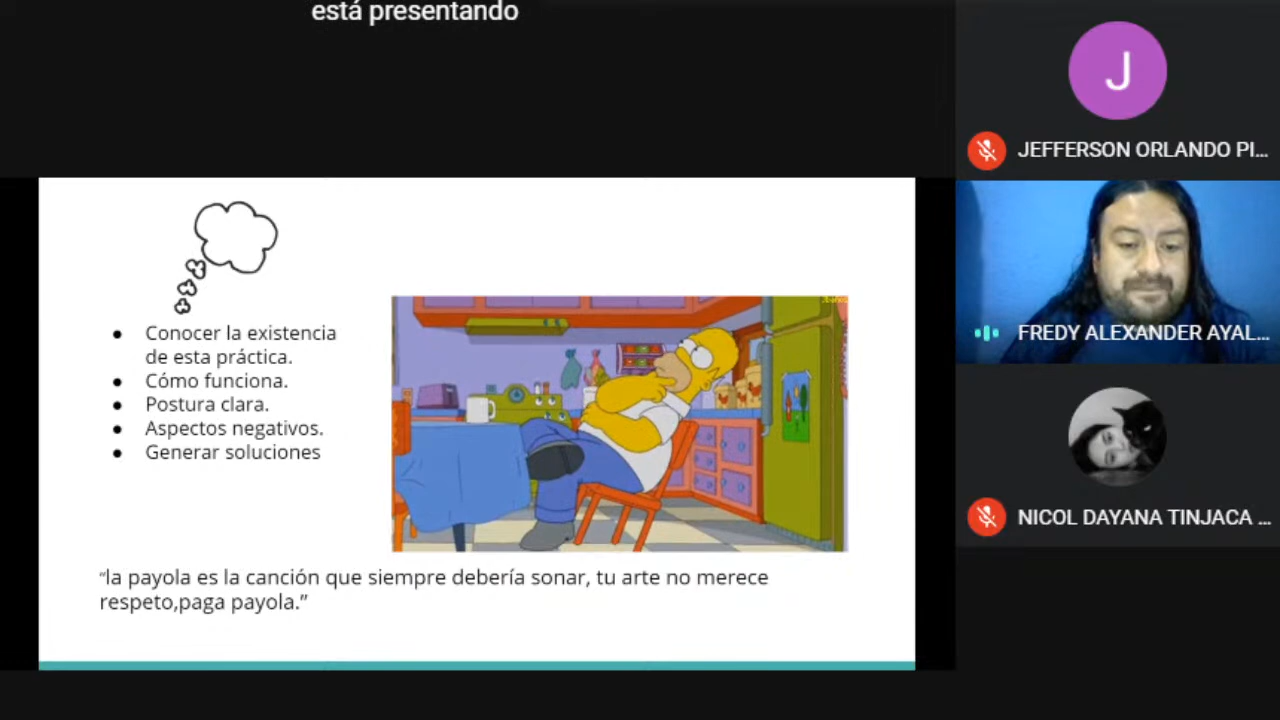 está presentando
J
JEFFERSON ORLANDO PI...
FREDY ALEXANDER AYAL...
NICOL DAYANA TINJACA ...
● Conocer la existencia
de esta práctica.
● Cómo funciona.
● Postura clara.
● Aspectos negativos.
● Generar soluciones
“la payola es la canción que siempre debería sonar, tu arte no merece
respeto,paga payola.”